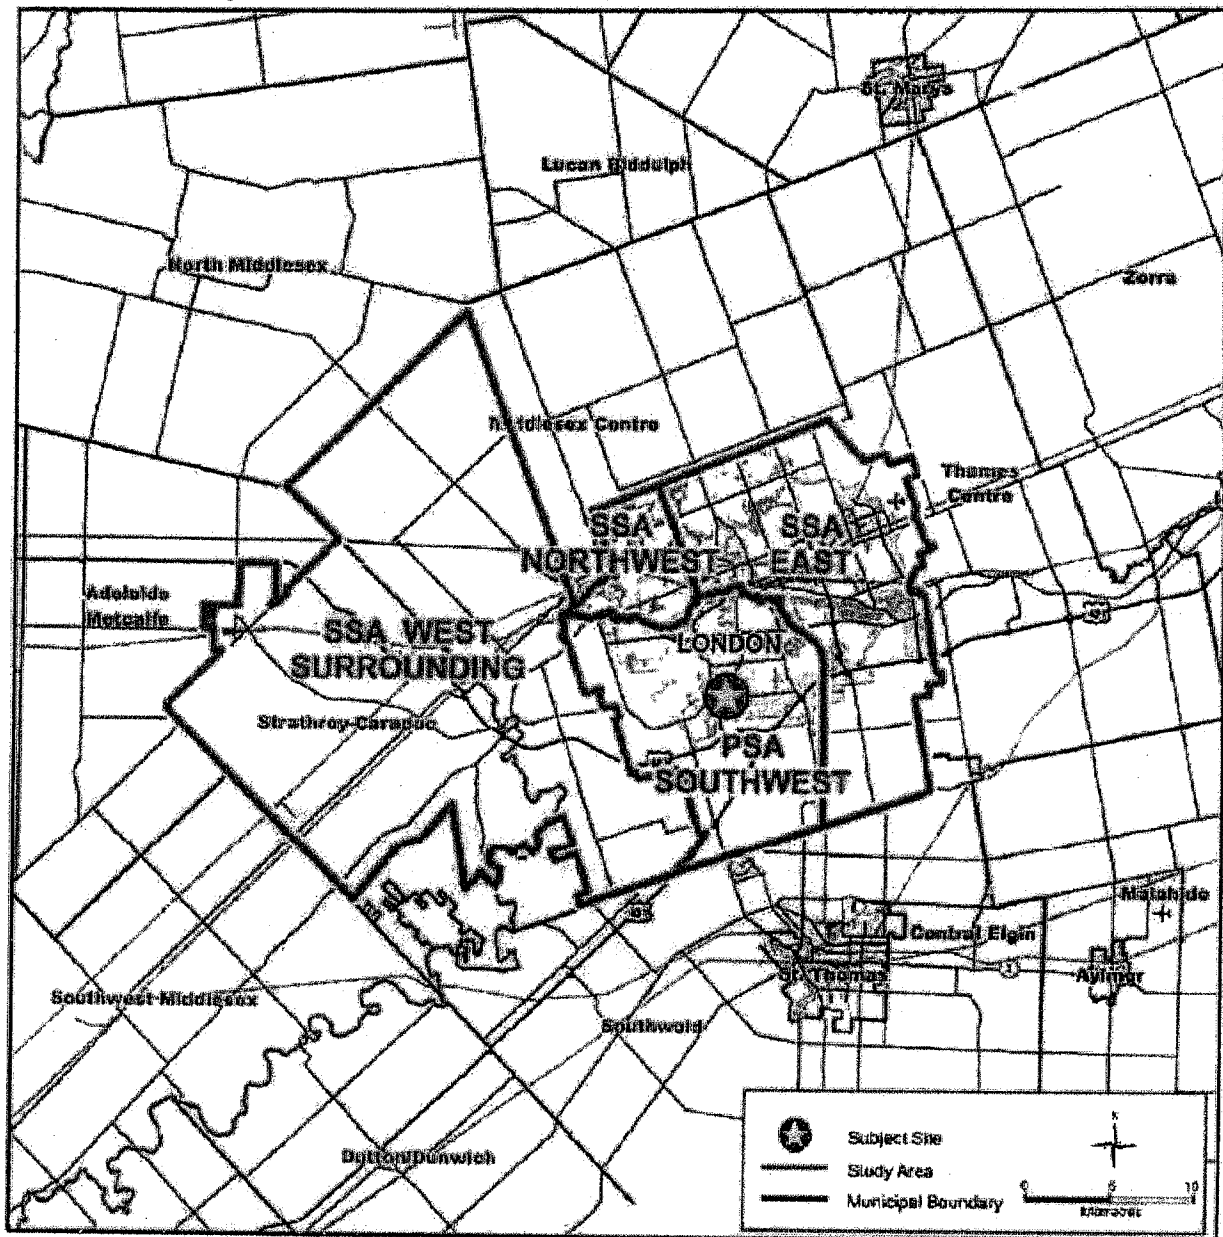 St. Marys
Lucan Biddulph
North Middlesex
Zorra
Middlesex Centre
Thames
Centre
SSA
NORTHWEST
SSA
EAST
Adelaide
Metcalfe
SSA WEST
SURROUNDING
LONDON
Strathroy-Caradoc
PSA
SOUTHWEST
Malahide
Central Elgin
St. Thomas
Aylmer
Southwest Middlesex
Southwold
Dutton/Dunwich
Subject Site
Study Area
Municipal Boundary
N
0 5 10
Kilometers